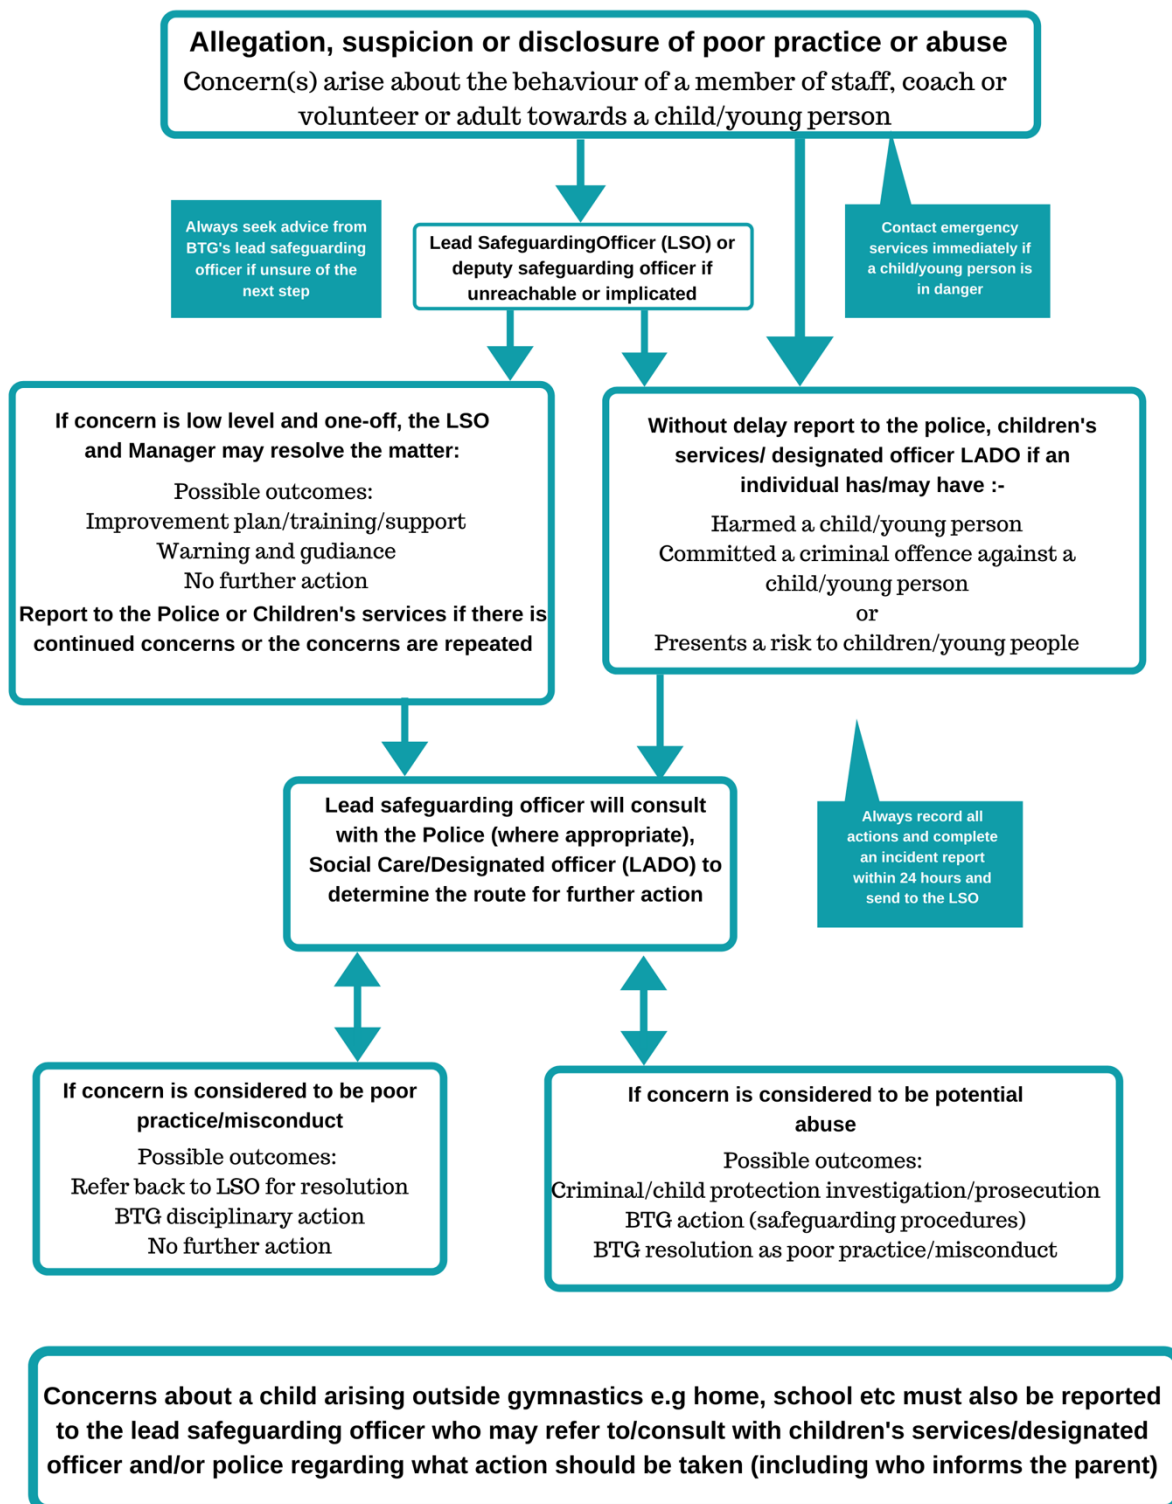 Allegation, suspicion or disclosure of poor practice or abuse
Concern(s) arise about the behaviour of a member of staff, coach or
volunteer or adult towards a child/young person
Always seek advice from
BTG's lead safeguarding
officer if unsure of the
next step
Lead SafeguardingOfficer (LSO) or
deputy safeguarding officer if
unreachable or implicated
Contact emergency
services immediately if
a child/young person is
in danger
If concern is low level and one-off, the LSO
and Manager may resolve the matter:
Possible outcomes:
Improvement plan/training/support
Warning and gudiance
No further action
Report to the Police or Children's services if there is
continued concerns or the concerns are repeated
Without delay report to the police, children's
services/ designated officer LADO if an
individual has/may have :-
Harmed a child/young person
Committed a criminal offence against a
child/young person
or
Presents a risk to children/young people
Lead safeguarding officer will consult
with the Police (where appropriate),
Social Care/Designated officer (LADO) to
determine the route for further action
Always record all
actions and complete
an incident report
within 24 hours and
send to the LSO
If concern is considered to be poor
practice/misconduct
Possible outcomes:
Refer back to LSO for resolution
BTG disciplinary action
No further action
If concern is considered to be potential
abuse
Possible outcomes:
Criminal/child protection investigation/prosecution
BTG action (safeguarding procedures)
BTG resolution as poor practice/misconduct
Concerns about a child arising outside gymnastics e.g home, school etc must also be reported
to the lead safeguarding officer who may refer to/consult with children's services/designated
officer and/or police regarding what action should be taken (including who informs the parent)